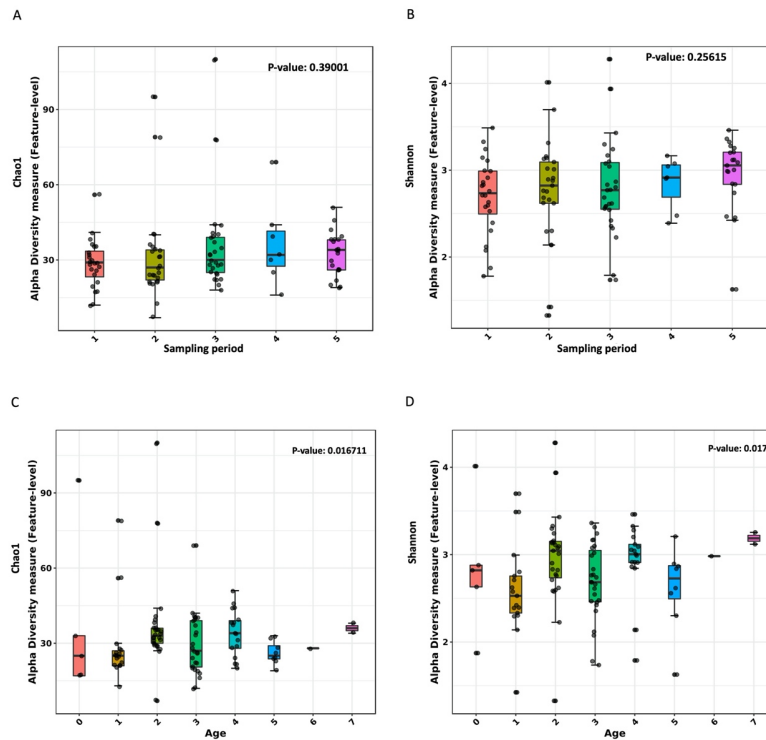 A
P-value: 0.39001
Chao1
Alpha Diversity measure (Feature-level)
90
60
30
1
2
3
4
5
Sampling period
B
P-value: 0.25615
Shannon
Alpha Diversity measure (Feature-level)
4
3
2
1
2
3
4
5
Sampling period
C
P-value: 0.016711
Chao1
Alpha Diversity measure (Feature-level)
90
60
30
0
1
2
3
4
5
6
7
Age
D
P-value: 0.017
Shannon
Alpha Diversity measure (Feature-level)
4
3
2
0
1
2
3
4
5
6
7
Age